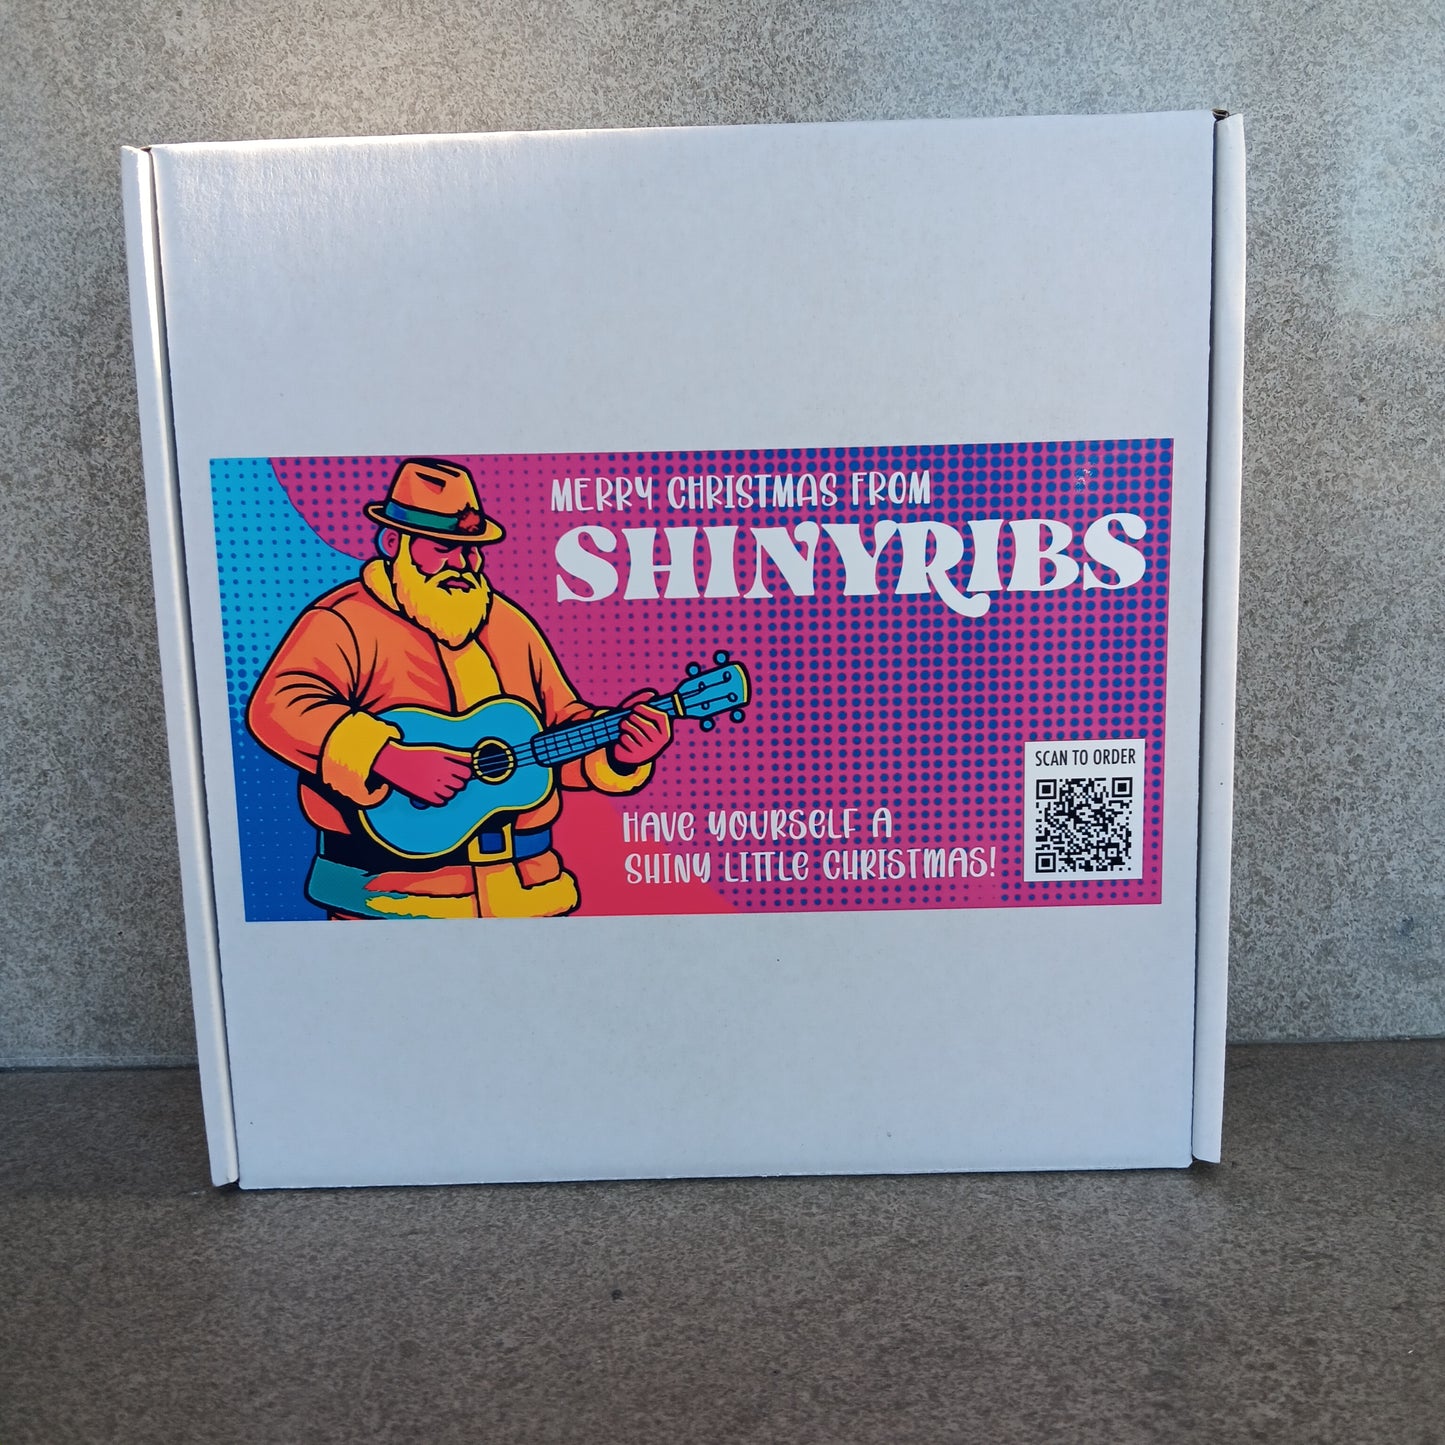 MERRY CHRISTMAS FROM
SHINYRIBS
SCAN TO ORDER
HAVE YOURSELF A
SHINY LITTLE CHRISTMAS!